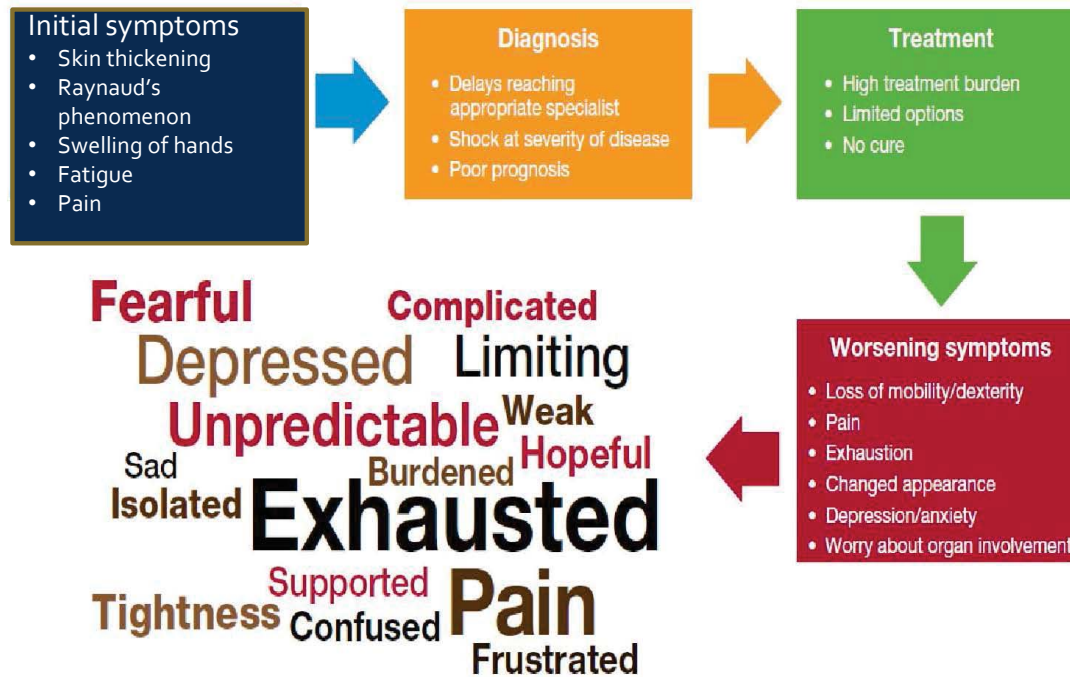 Initial symptoms
• Skin thickening
• Raynaud's
phenomenon
• Swelling of hands
• Fatigue
• Pain
Diagnosis
• Delays reaching
appropriate specialist
• Shock at severity of disease
• Poor prognosis
Treatment
• High treatment burden
• Limited options
• No cure
Worsening symptoms
• Loss of mobility/dexterity
• Pain
• Exhaustion
• Changed appearance
• Depression/anxiety
• Worry about organ involvement
Fearful
Complicated
Depressed
Limiting
Unpredictable
Weak
Sad
Burdened
Hopeful
Isolated
Exhausted
Supported
Pain
Tightness
Confused
Frustrated